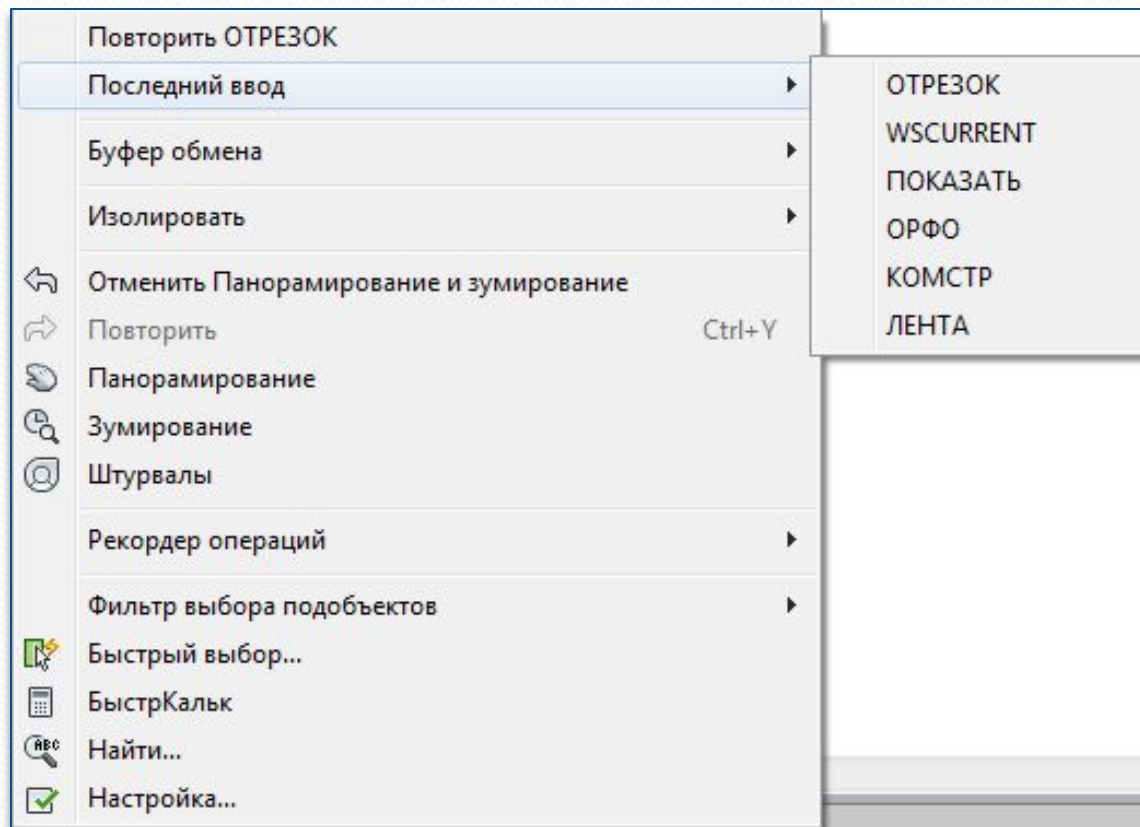 Повторить ОТРЕЗОК
Последний ввод
Буфер обмена
Изолировать
Отменить Панорамирование и зумирование
Повторить Ctrl+Y
Панорамирование
Зумирование
Штурвалы
Рекордер операций
Фильтр выбора подобъектов
Быстрый выбор...
БыстрКальк
ABC
Найти...
Настройка...
ОТРЕЗОК
WSCURRENT
ПОКАЗАТЬ
ОРФО
КОМСТР
ЛЕНТА